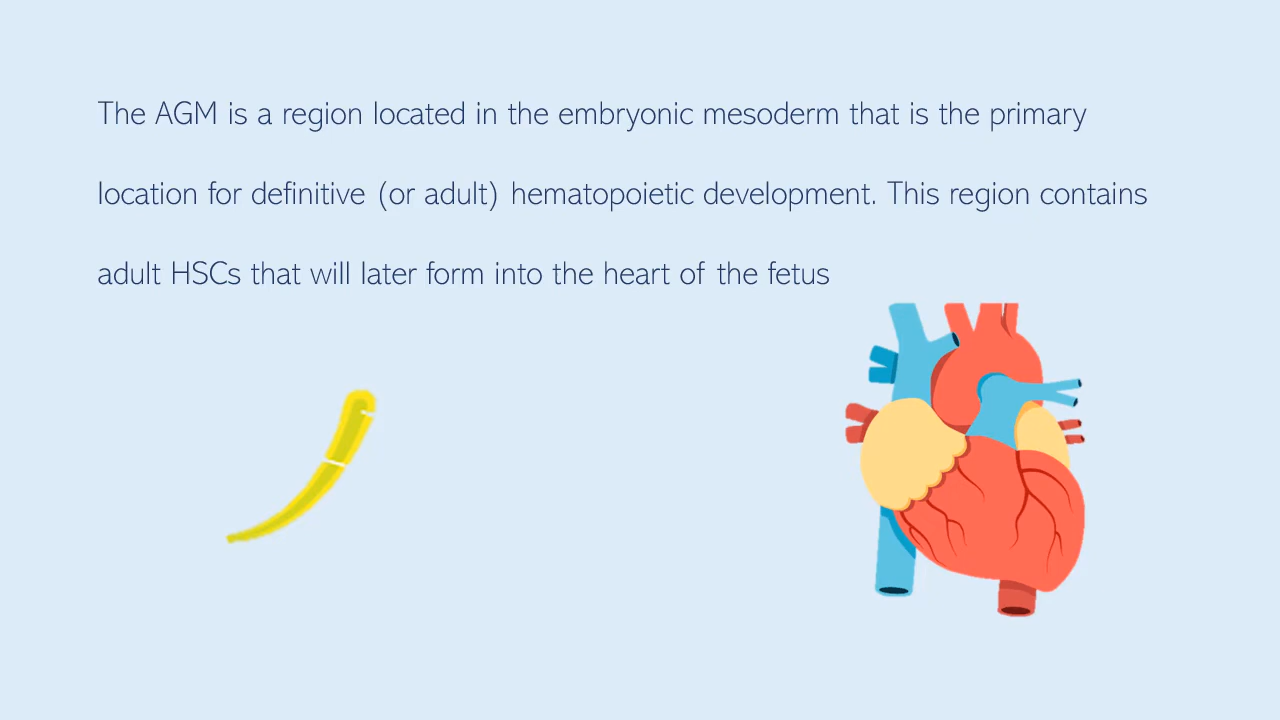 The AGM is a region located in the embryonic mesoderm that is the primary
location for definitive (or adult) hematopoietic development. This region contains
adult HSCs that will later form into the heart of the fetus